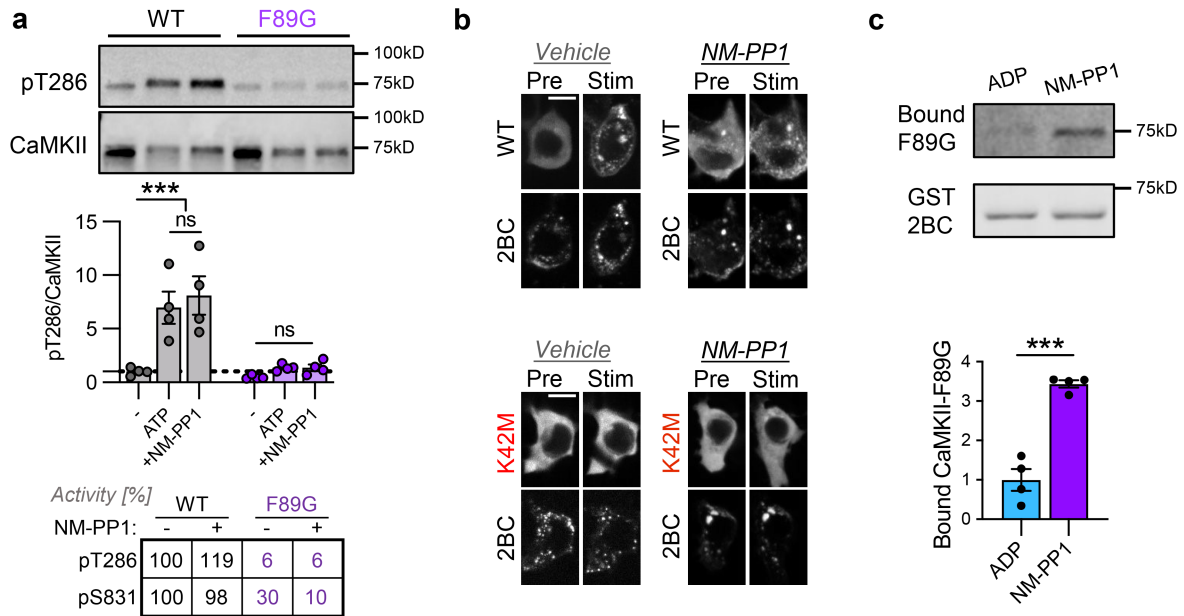 a
WT F89G
pT286
100kD
75kD
CaMKII
100kD
75kD
pT286/CaMKII
15
10
5
0
***
ns
ns
- ATP +NM-PP1 - ATP +NM-PP1
Activity [%]
WT F89G
NM-PP1: - + - +
pT286 100 119 6 6
pS831 100 98 30 10
b
Vehicle NM-PP1
Pre Stim Pre Stim
WT WT
2BC 2BC
Vehicle NM-PP1
Pre Stim Pre Stim
K42M K42M
2BC 2BC
c
ADP NM-PP1
Bound
F89G
75kD
GST
2BC
75kD
Bound CaMKII-F89G
4
3
2
1
0
***
ADP NM-PP1